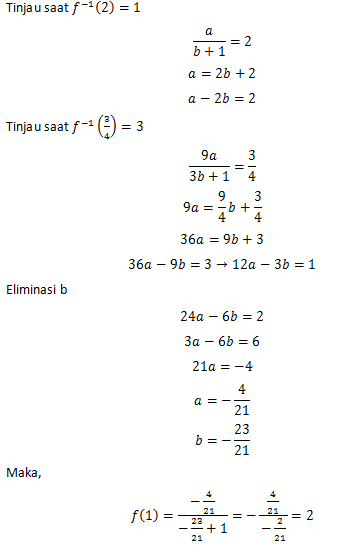 Tinjau saat f⁻¹(2) = 1
a/(b + 1) = 2
a = 2b + 2
a − 2b = 2
Tinjau saat f⁻¹(3/4) = 3
9a/(3b + 1) = 3/4
9a = 9/4 b + 3/4
36a = 9b + 3
36a − 9b = 3 → 12a − 3b = 1
Eliminasi b
24a − 6b = 2
3a − 6b = 6
21a = −4
a = −4/21
b = −23/21
Maka,
f(1) = (−4/21)/(−23/21 + 1) = −(4/21)/(−2/21) = 2